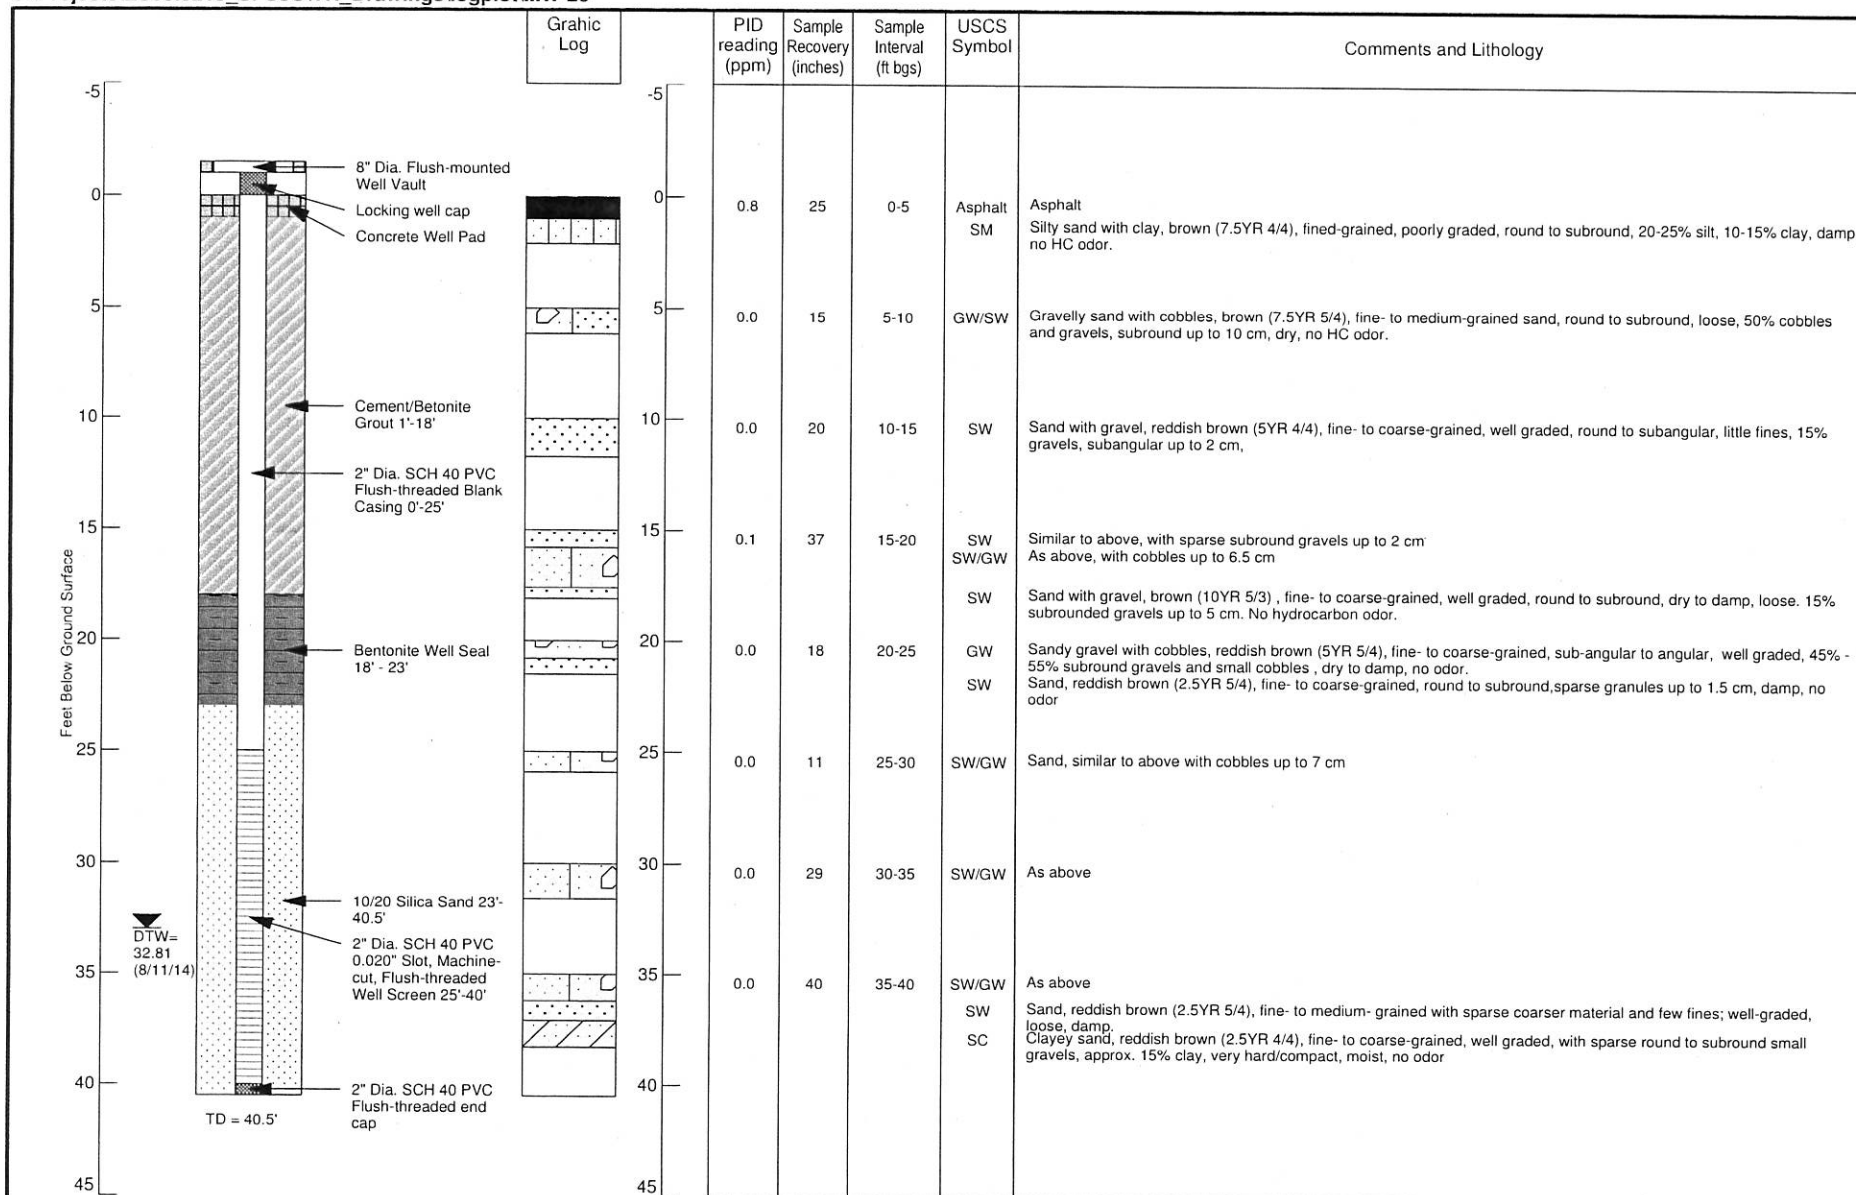 Grahic
Log
PID
reading
(ppm)
Sample
Recovery
(inches)
Sample
Interval
(ft bgs)
USCS
Symbol
Comments and Lithology
-5
0
5
10
15
20
25
30
35
40
45
Feet Below Ground Surface
8" Dia. Flush-mounted
Well Vault
Locking well cap
Concrete Well Pad
Cement/Betonite
Grout 1'-18'
2" Dia. SCH 40 PVC
Flush-threaded Blank
Casing 0'-25'
Bentonite Well Seal
18' - 23'
10/20 Silica Sand 23'-
40.5'
2" Dia. SCH 40 PVC
0.020" Slot, Machine-
cut, Flush-threaded
Well Screen 25'-40'
2" Dia. SCH 40 PVC
Flush-threaded end
cap
DTW=
32.81
(8/11/14)
TD = 40.5'
-5
0
5
10
15
20
25
30
35
40
45
0.8 25 0-5 Asphalt Asphalt
SM Silty sand with clay, brown (7.5YR 4/4), fined-grained, poorly graded, round to subround, 20-25% silt, 10-15% clay, damp
no HC odor.
0.0 15 5-10 GW/SW Gravelly sand with cobbles, brown (7.5YR 5/4), fine- to medium-grained sand, round to subround, loose, 50% cobbles
and gravels, subround up to 10 cm, dry, no HC odor.
0.0 20 10-15 SW Sand with gravel, reddish brown (5YR 4/4), fine- to coarse-grained, well graded, round to subangular, little fines, 15%
gravels, subangular up to 2 cm,
0.1 37 15-20 SW Similar to above, with sparse subround gravels up to 2 cm
SW/GW As above, with cobbles up to 6.5 cm
SW Sand with gravel, brown (10YR 5/3) , fine- to coarse-grained, well graded, round to subround, dry to damp, loose. 15%
subrounded gravels up to 5 cm. No hydrocarbon odor.
0.0 18 20-25 GW Sandy gravel with cobbles, reddish brown (5YR 5/4), fine- to coarse-grained, sub-angular to angular, well graded, 45% -
55% subround gravels and small cobbles , dry to damp, no odor.
SW Sand, reddish brown (2.5YR 5/4), fine- to coarse-grained, round to subround,sparse granules up to 1.5 cm, damp, no
odor
0.0 11 25-30 SW/GW Sand, similar to above with cobbles up to 7 cm
0.0 29 30-35 SW/GW As above
0.0 40 35-40 SW/GW As above
SW Sand, reddish brown (2.5YR 5/4), fine- to medium- grained with sparse coarser material and few fines; well-graded,
loose, damp.
SC Clayey sand, reddish brown (2.5YR 4/4), fine- to coarse-grained, well graded, with sparse round to subround small
gravels, approx. 15% clay, very hard/compact, moist, no odor